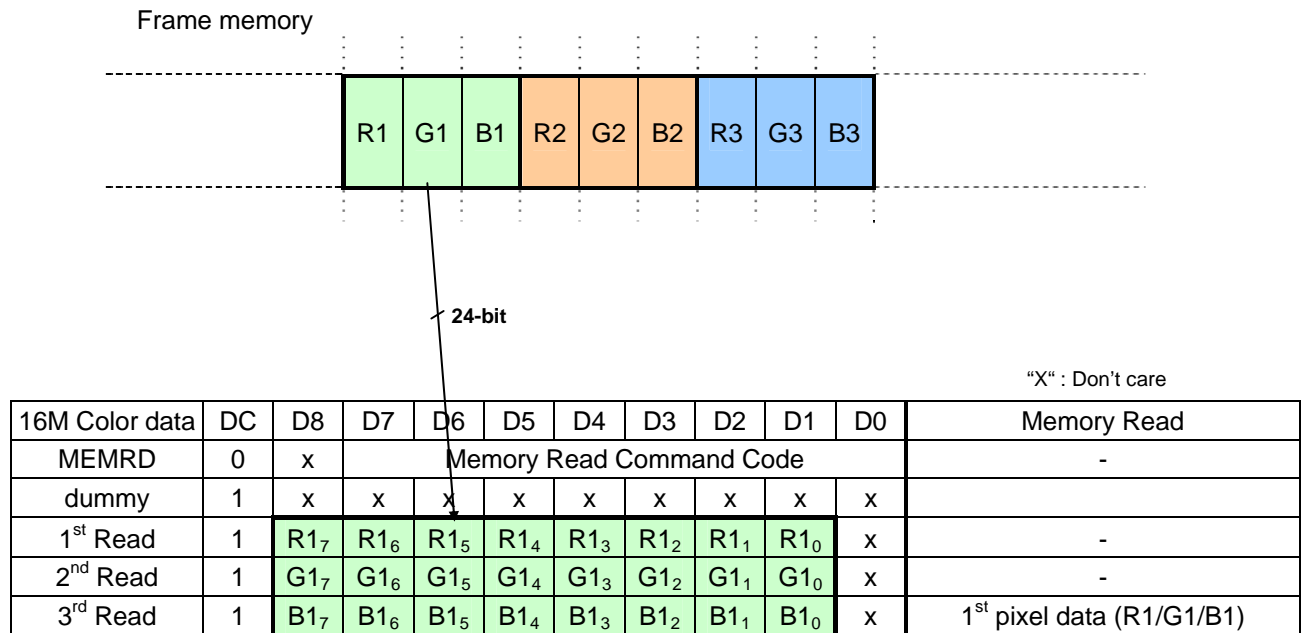 Frame memory
R1 G1 B1 R2 G2 B2 R3 G3 B3
24-bit
“X“ : Don’t care
16M Color data DC D8 D7 D6 D5 D4 D3 D2 D1 D0 Memory Read
MEMRD 0 x Memory Read Command Code -
dummy 1 x x x x x x x x x
1st Read 1 R1₇ R1₆ R1₅ R1₄ R1₃ R1₂ R1₁ R1₀ x -
2nd Read 1 G1₇ G1₆ G1₅ G1₄ G1₃ G1₂ G1₁ G1₀ x -
3rd Read 1 B1₇ B1₆ B1₅ B1₄ B1₃ B1₂ B1₁ B1₀ x 1st pixel data (R1/G1/B1)